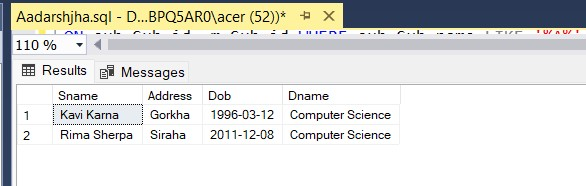 Aadarshjha.sql - D...BPQ5AR0\acer (52))*
110 %
Results Messages
Sname Address Dob Dname
1 Kavi Karna Gorkha 1996-03-12 Computer Science
2 Rima Sherpa Siraha 2011-12-08 Computer Science